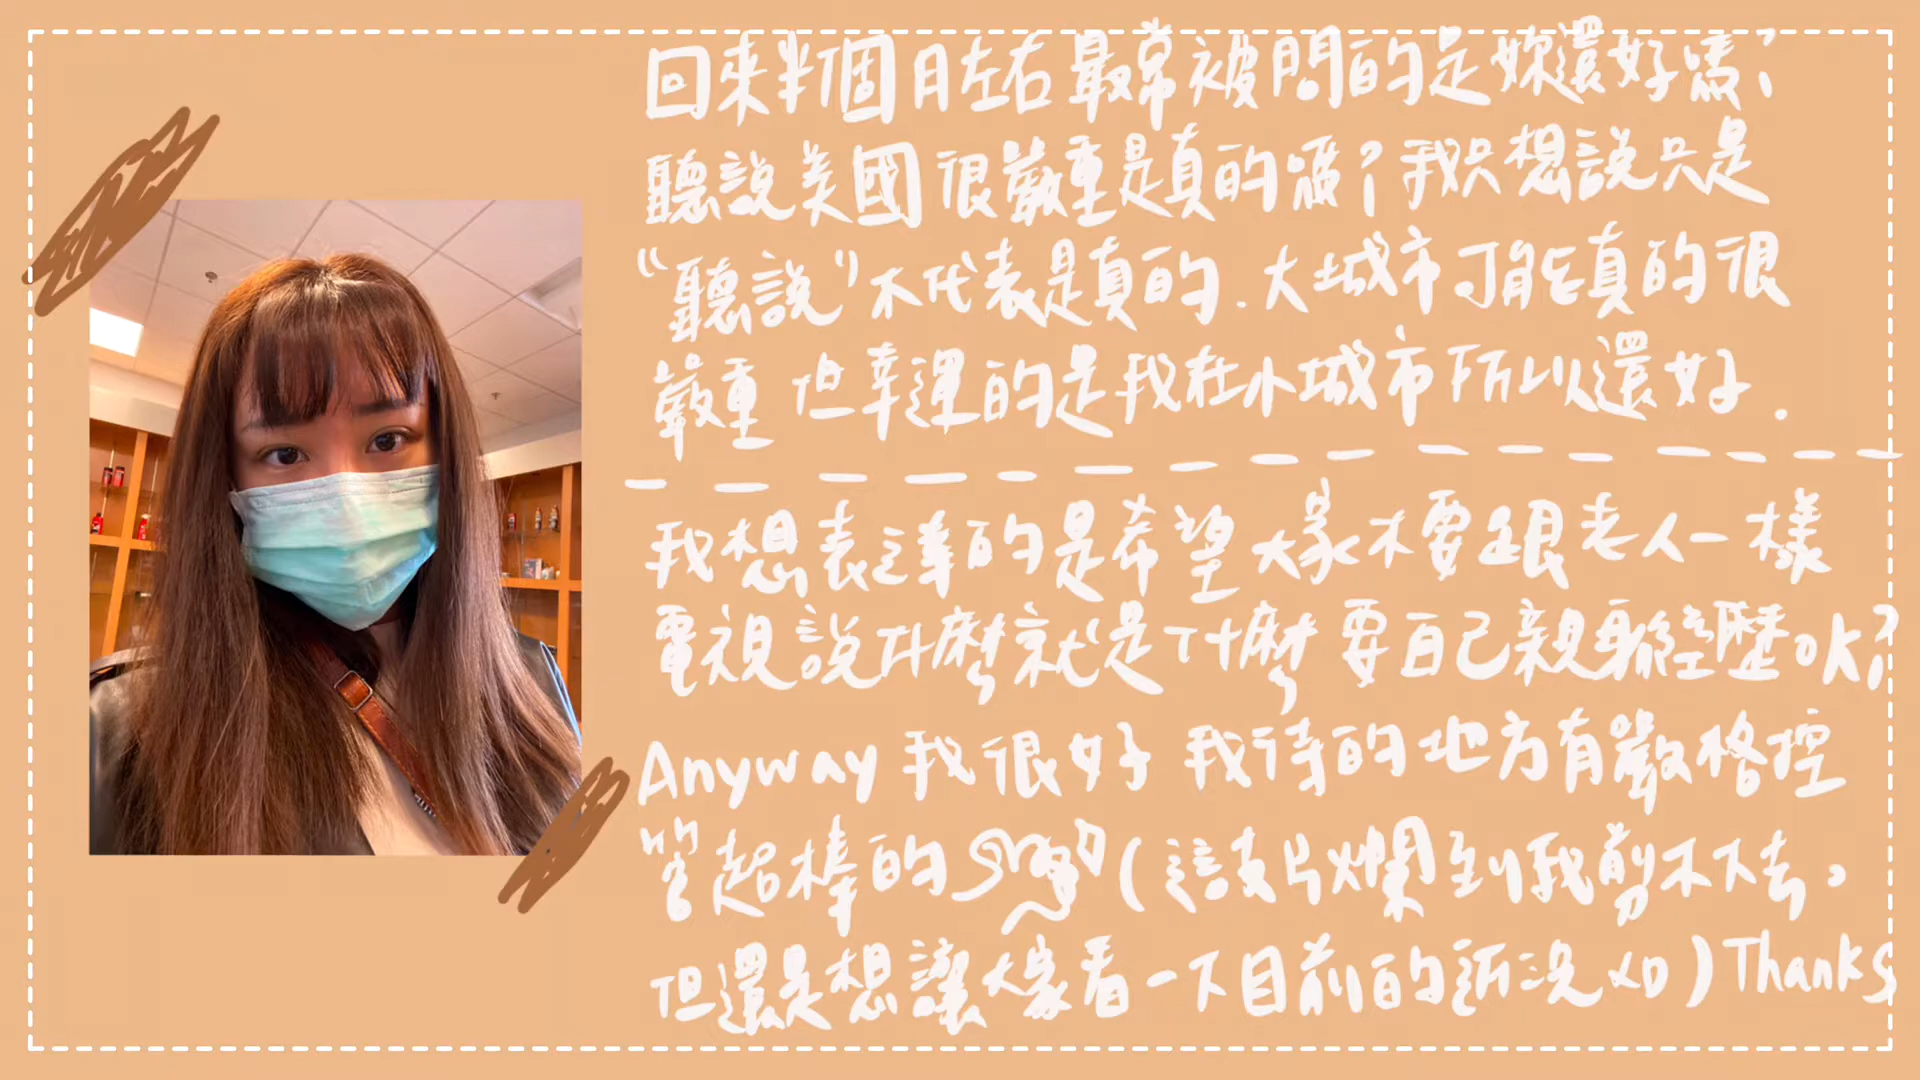 回來半個月左右 最常被問的是妳還好嗎?
聽說美國很嚴重是真的嗎?我只想說只是
“聽說”不代表是真的.大城市可能真的很
嚴重 但幸運的是我在小城市所以還好.
我想表達的是希望大家不要跟老人一樣
電視說什麼就是什麼 要自己親身經歷ok?
Anyway 我很好 我待的地方有嚴格控
管 超棒的(這支片爛到我剪不下去。
但還是想讓大家看一下目前的近況 XD) Thanks